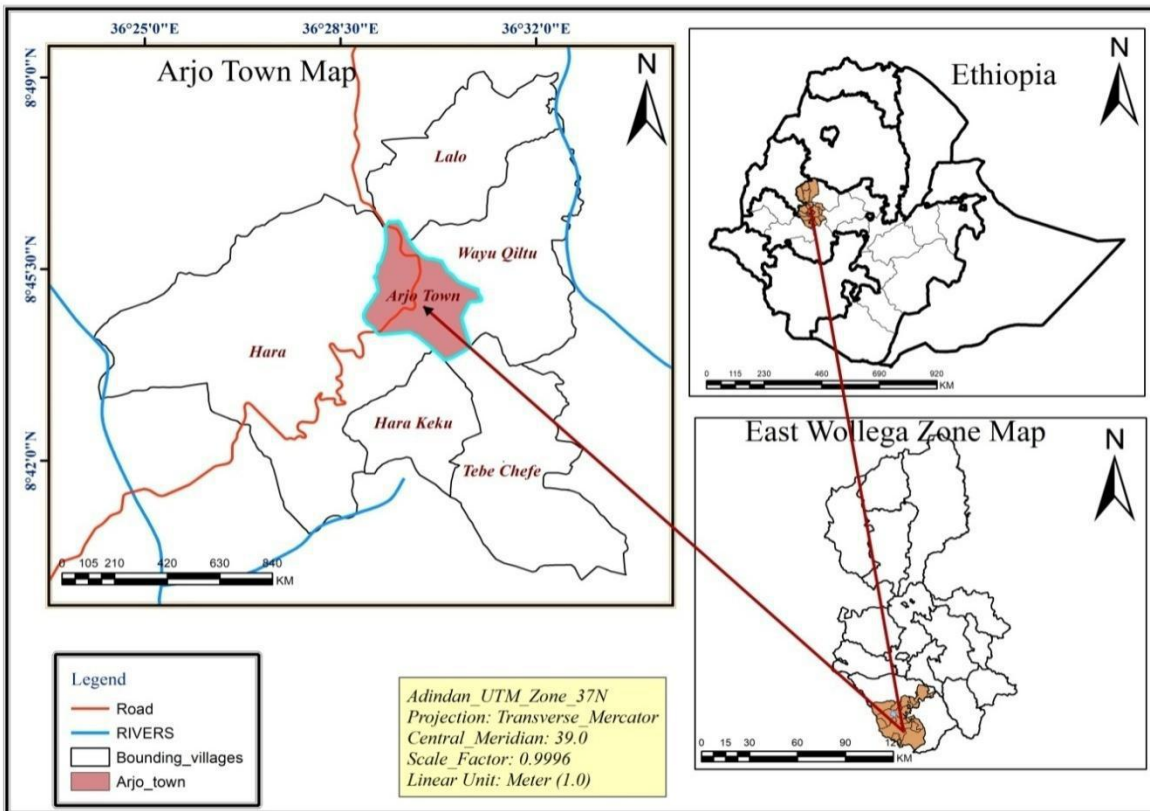 36°25'0"E 36°28'30"E 36°32'0"E
8°49'0"N
8°45'30"N
8°42'0"N
Arjo Town Map
N
Lalo
Wayu Qiltu
Arjo Town
Hara
Hara Keku
Tebe Chefe
0 105 210 420 630 840
KM
Ethiopia
N
0 115 230 460 690 920
KM
East Wollega Zone Map
N
0 15 30 60 90 120
KM
Legend
Road
RIVERS
Bounding_villages
Arjo_town
Adindan_UTM_Zone_37N
Projection: Transverse_Mercator
Central_Meridian: 39.0
Scale_Factor: 0.9996
Linear Unit: Meter (1.0)